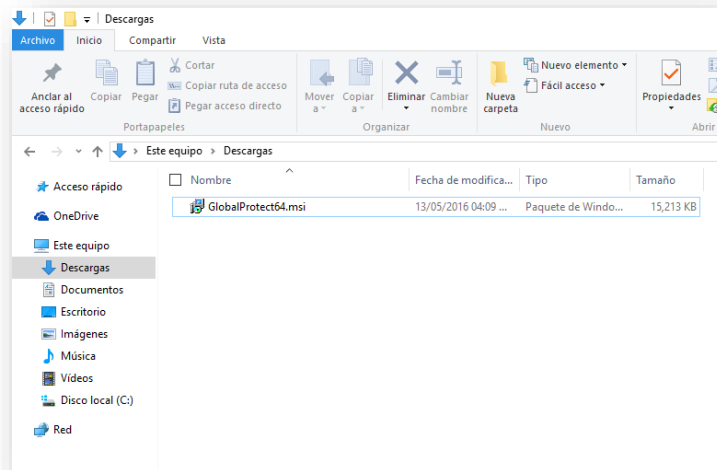 Descargas
Archivo Inicio Compartir Vista
Anclar al acceso rápido
Copiar
Pegar
Cortar
Copiar ruta de acceso
Pegar acceso directo
Portapapeles
Mover a
Copiar a
Eliminar
Cambiar nombre
Organizar
Nueva carpeta
Nuevo elemento
Fácil acceso
Nuevo
Propiedades
Abrir
Este equipo > Descargas
Nombre Fecha de modifica... Tipo Tamaño
GlobalProtect64.msi 13/05/2016 04:09 ... Paquete de Windo... 15,213 KB
Acceso rápido
OneDrive
Este equipo
Descargas
Documentos
Escritorio
Imágenes
Música
Vídeos
Disco local (C:)
Red